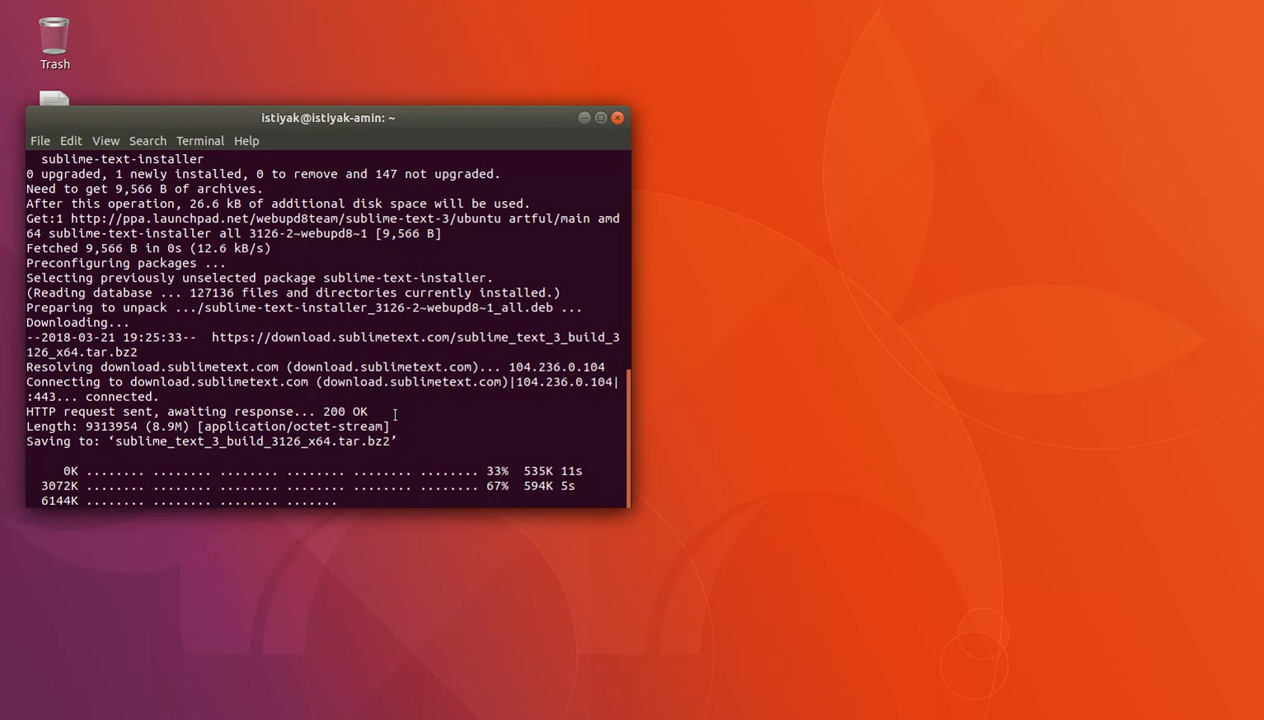 Trash
istiyak@istiyak-amin: ~
File Edit View Search Terminal Help
sublime-text-installer
0 upgraded, 1 newly installed, 0 to remove and 147 not upgraded.
Need to get 9,566 B of archives.
After this operation, 26.6 kB of additional disk space will be used.
Get:1 http://ppa.launchpad.net/webupd8team/sublime-text-3/ubuntu artful/main amd
64 sublime-text-installer all 3126-2~webupd8~1 [9,566 B]
Fetched 9,566 B in 0s (12.6 kB/s)
Preconfiguring packages ...
Selecting previously unselected package sublime-text-installer.
(Reading database ... 127136 files and directories currently installed.)
Preparing to unpack .../sublime-text-installer_3126-2~webupd8~1_all.deb ...
Downloading...
--2018-03-21 19:25:33--  https://download.sublimetext.com/sublime_text_3_build_3
126_x64.tar.bz2
Resolving download.sublimetext.com (download.sublimetext.com)... 104.236.0.104
Connecting to download.sublimetext.com (download.sublimetext.com)|104.236.0.104|
:443... connected.
HTTP request sent, awaiting response... 200 OK
Length: 9313954 (8.9M) [application/octet-stream]
Saving to: ‘sublime_text_3_build_3126_x64.tar.bz2’
0K ........ ........ ........ ........ ........ ........ 33%  535K 11s
3072K ........ ........ ........ ........ ........ ........ 67%  594K 5s
6144K ........ ........ ........ .......